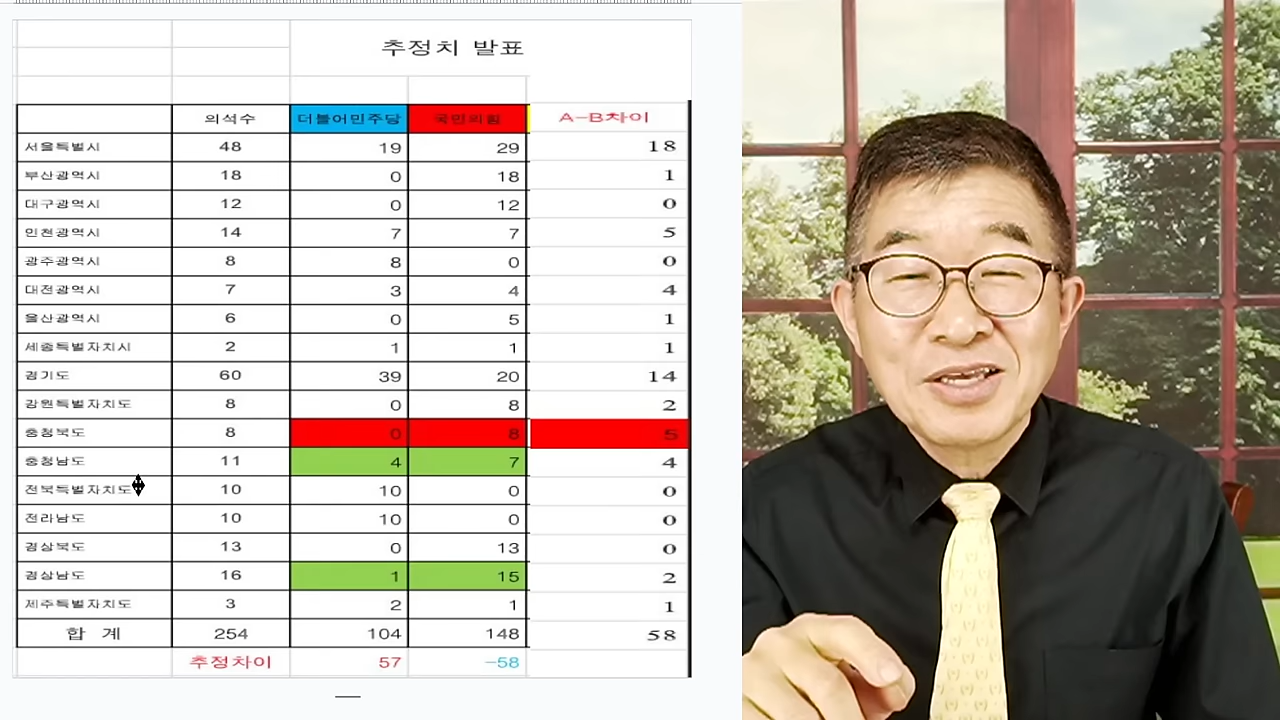 추정치 발표
의석수 더불어민주당 국민의힘 A-B차이
서울특별시 48 19 29 18
부산광역시 18 0 18 1
대구광역시 12 0 12 0
인천광역시 14 7 7 5
광주광역시 8 8 0 0
대전광역시 7 3 4 4
울산광역시 6 0 5 1
세종특별자치시 2 1 1 1
경기도 60 39 20 14
강원특별자치도 8 0 8 2
충청북도 8 0 8 5
충청남도 11 4 7 4
전북특별자치도 10 10 0 0
전라남도 10 10 0 0
경상북도 13 0 13 0
경상남도 16 1 15 2
제주특별자치도 3 2 1 1
합 계 254 104 148 58
추정차이 57 -58